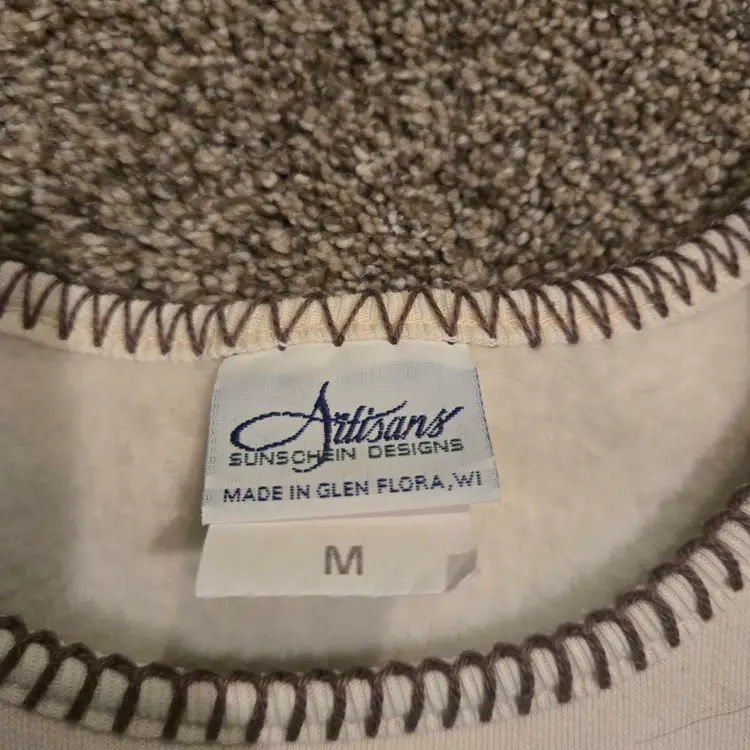 Artisans
SUNSCHEIN DESIGNS
MADE IN GLEN FLORA, WI
M